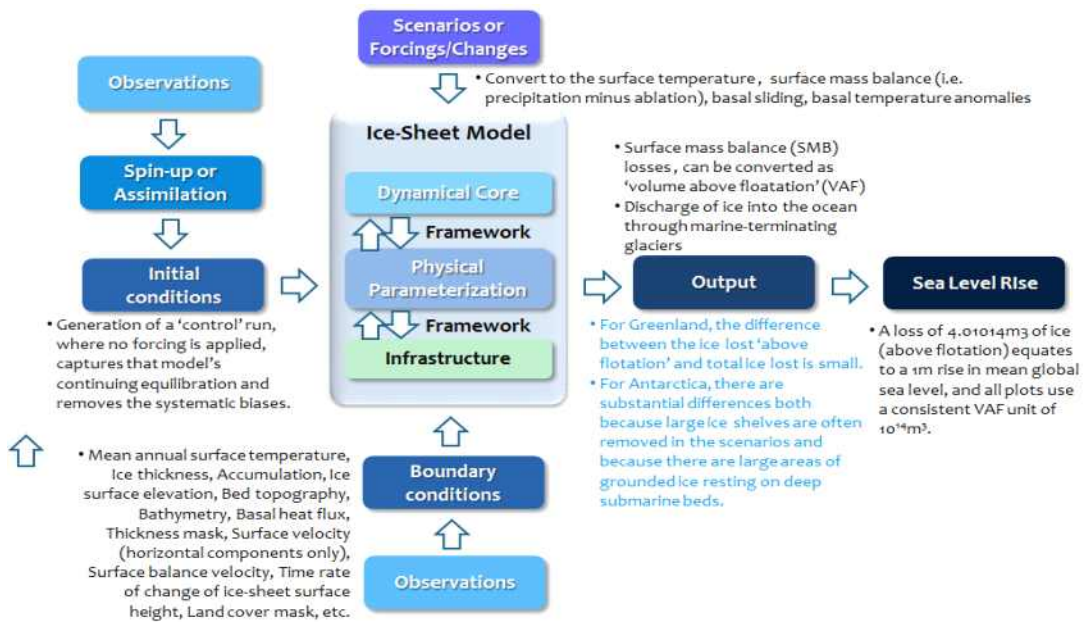 Scenarios or
Forcings/Changes
Observations
• Convert to the surface temperature , surface mass balance (i.e.
precipitation minus ablation), basal sliding, basal temperature anomalies
Ice-Sheet Model
Spin-up or
Assimilation
Dynamical Core
Framework
Physical
Parameterization
Framework
Infrastructure
• Surface mass balance (SMB)
losses , can be converted as
'volume above floatation' (VAF)
• Discharge of ice into the ocean
through marine-terminating
glaciers
Initial
conditions
Output
Sea Level RIse
• Generation of a 'control' run,
where no forcing is applied,
captures that model's
continuing equilibration and
removes the systematic biases.
• For Greenland, the difference
between the ice lost 'above
flotation' and total ice lost is small.
• For Antarctica, there are
substantial differences both
because large ice shelves are often
removed in the scenarios and
because there are large areas of
grounded ice resting on deep
submarine beds.
• A loss of 4.01014m3 of ice
(above flotation) equates
to a 1m rise in mean global
sea level, and all plots use
a consistent VAF unit of
10¹⁴m³.
• Mean annual surface temperature,
Ice thickness, Accumulation, Ice
surface elevation, Bed topography,
Bathymetry, Basal heat flux,
Thickness mask, Surface velocity
(horizontal components only),
Surface balance velocity, Time rate
of change of ice-sheet surface
height, Land cover mask, etc.
Boundary
conditions
Observations